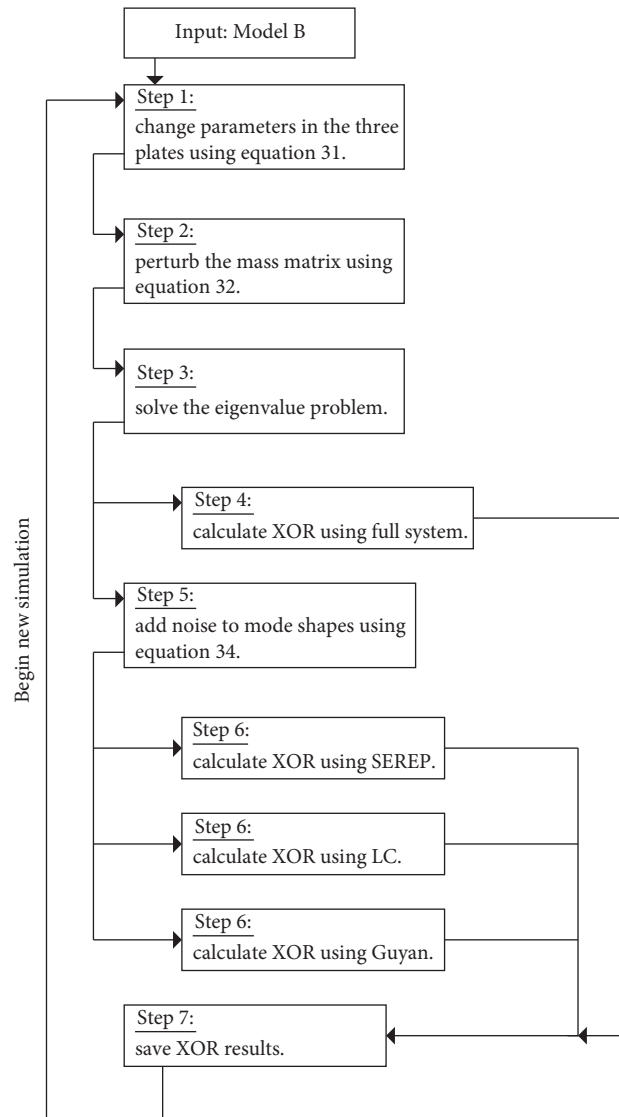 Input: Model B
Step 1:
change parameters in the three
plates using equation 31.
Step 2:
perturb the mass matrix using
equation 32.
Step 3:
solve the eigenvalue problem.
Step 4:
calculate XOR using full system.
Step 5:
add noise to mode shapes using
equation 34.
Step 6:
calculate XOR using SEREP.
Step 6:
calculate XOR using LC.
Step 6:
calculate XOR using Guyan.
Step 7:
save XOR results.
Begin new simulation